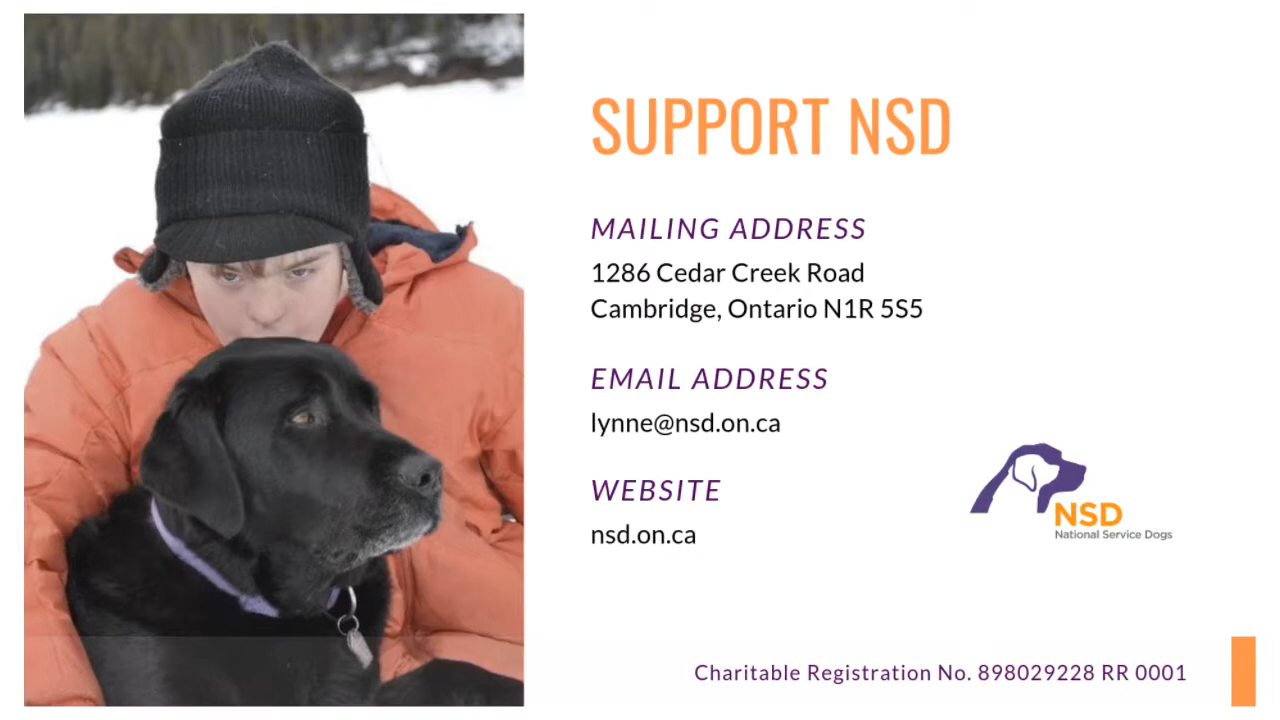 SUPPORT NSD
MAILING ADDRESS
1286 Cedar Creek Road
Cambridge, Ontario N1R 5S5
EMAIL ADDRESS
lynne@nsd.on.ca
WEBSITE
nsd.on.ca
NSD
National Service Dogs
Charitable Registration No. 898029228 RR 0001